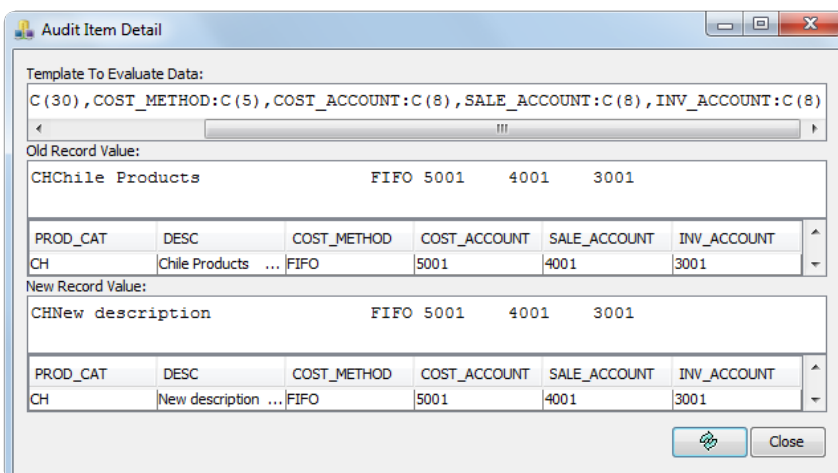 Audit Item Detail
Template To Evaluate Data:
C(30),COST_METHOD:C(5),COST_ACCOUNT:C(8),SALE_ACCOUNT:C(8),INV_ACCOUNT:C(8)
Old Record Value:
CHChile Products FIFO 5001 4001 3001
PROD_CAT DESC COST_METHOD COST_ACCOUNT SALE_ACCOUNT INV_ACCOUNT
CH Chile Products ... FIFO 5001 4001 3001
New Record Value:
CHNew description FIFO 5001 4001 3001
PROD_CAT DESC COST_METHOD COST_ACCOUNT SALE_ACCOUNT INV_ACCOUNT
CH New description ... FIFO 5001 4001 3001
Close